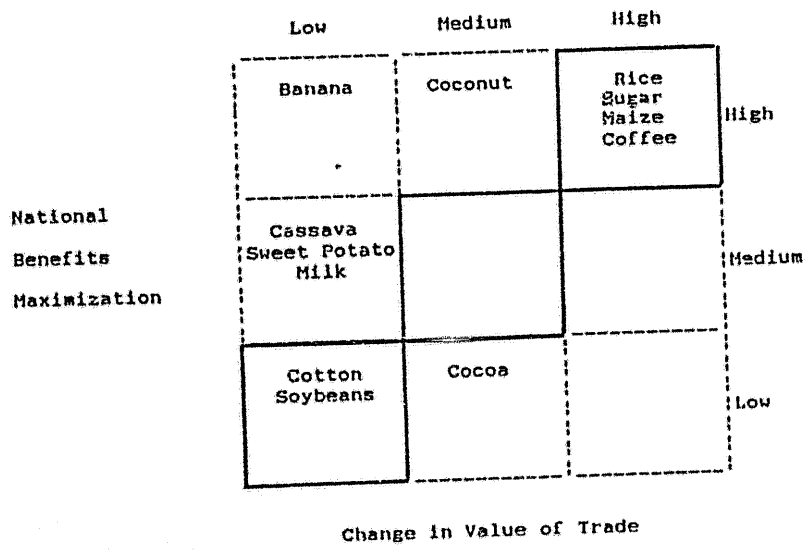 Low Medium High
Banana Coconut Rice
Sugar
Maize High
Coffee
National
Benefits
Maximization
Cassava
Sweet Potato
Milk
Medium
Cotton Cocoa
Soybeans
Low
Change in Value of Trade